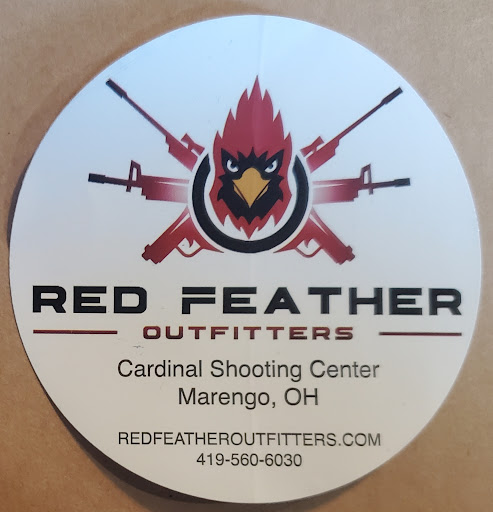 RED FEATHER
OUTFITTERS
Cardinal Shooting Center
Marengo, OH
REDFEATHEROUTFITTERS.COM
419-560-6030